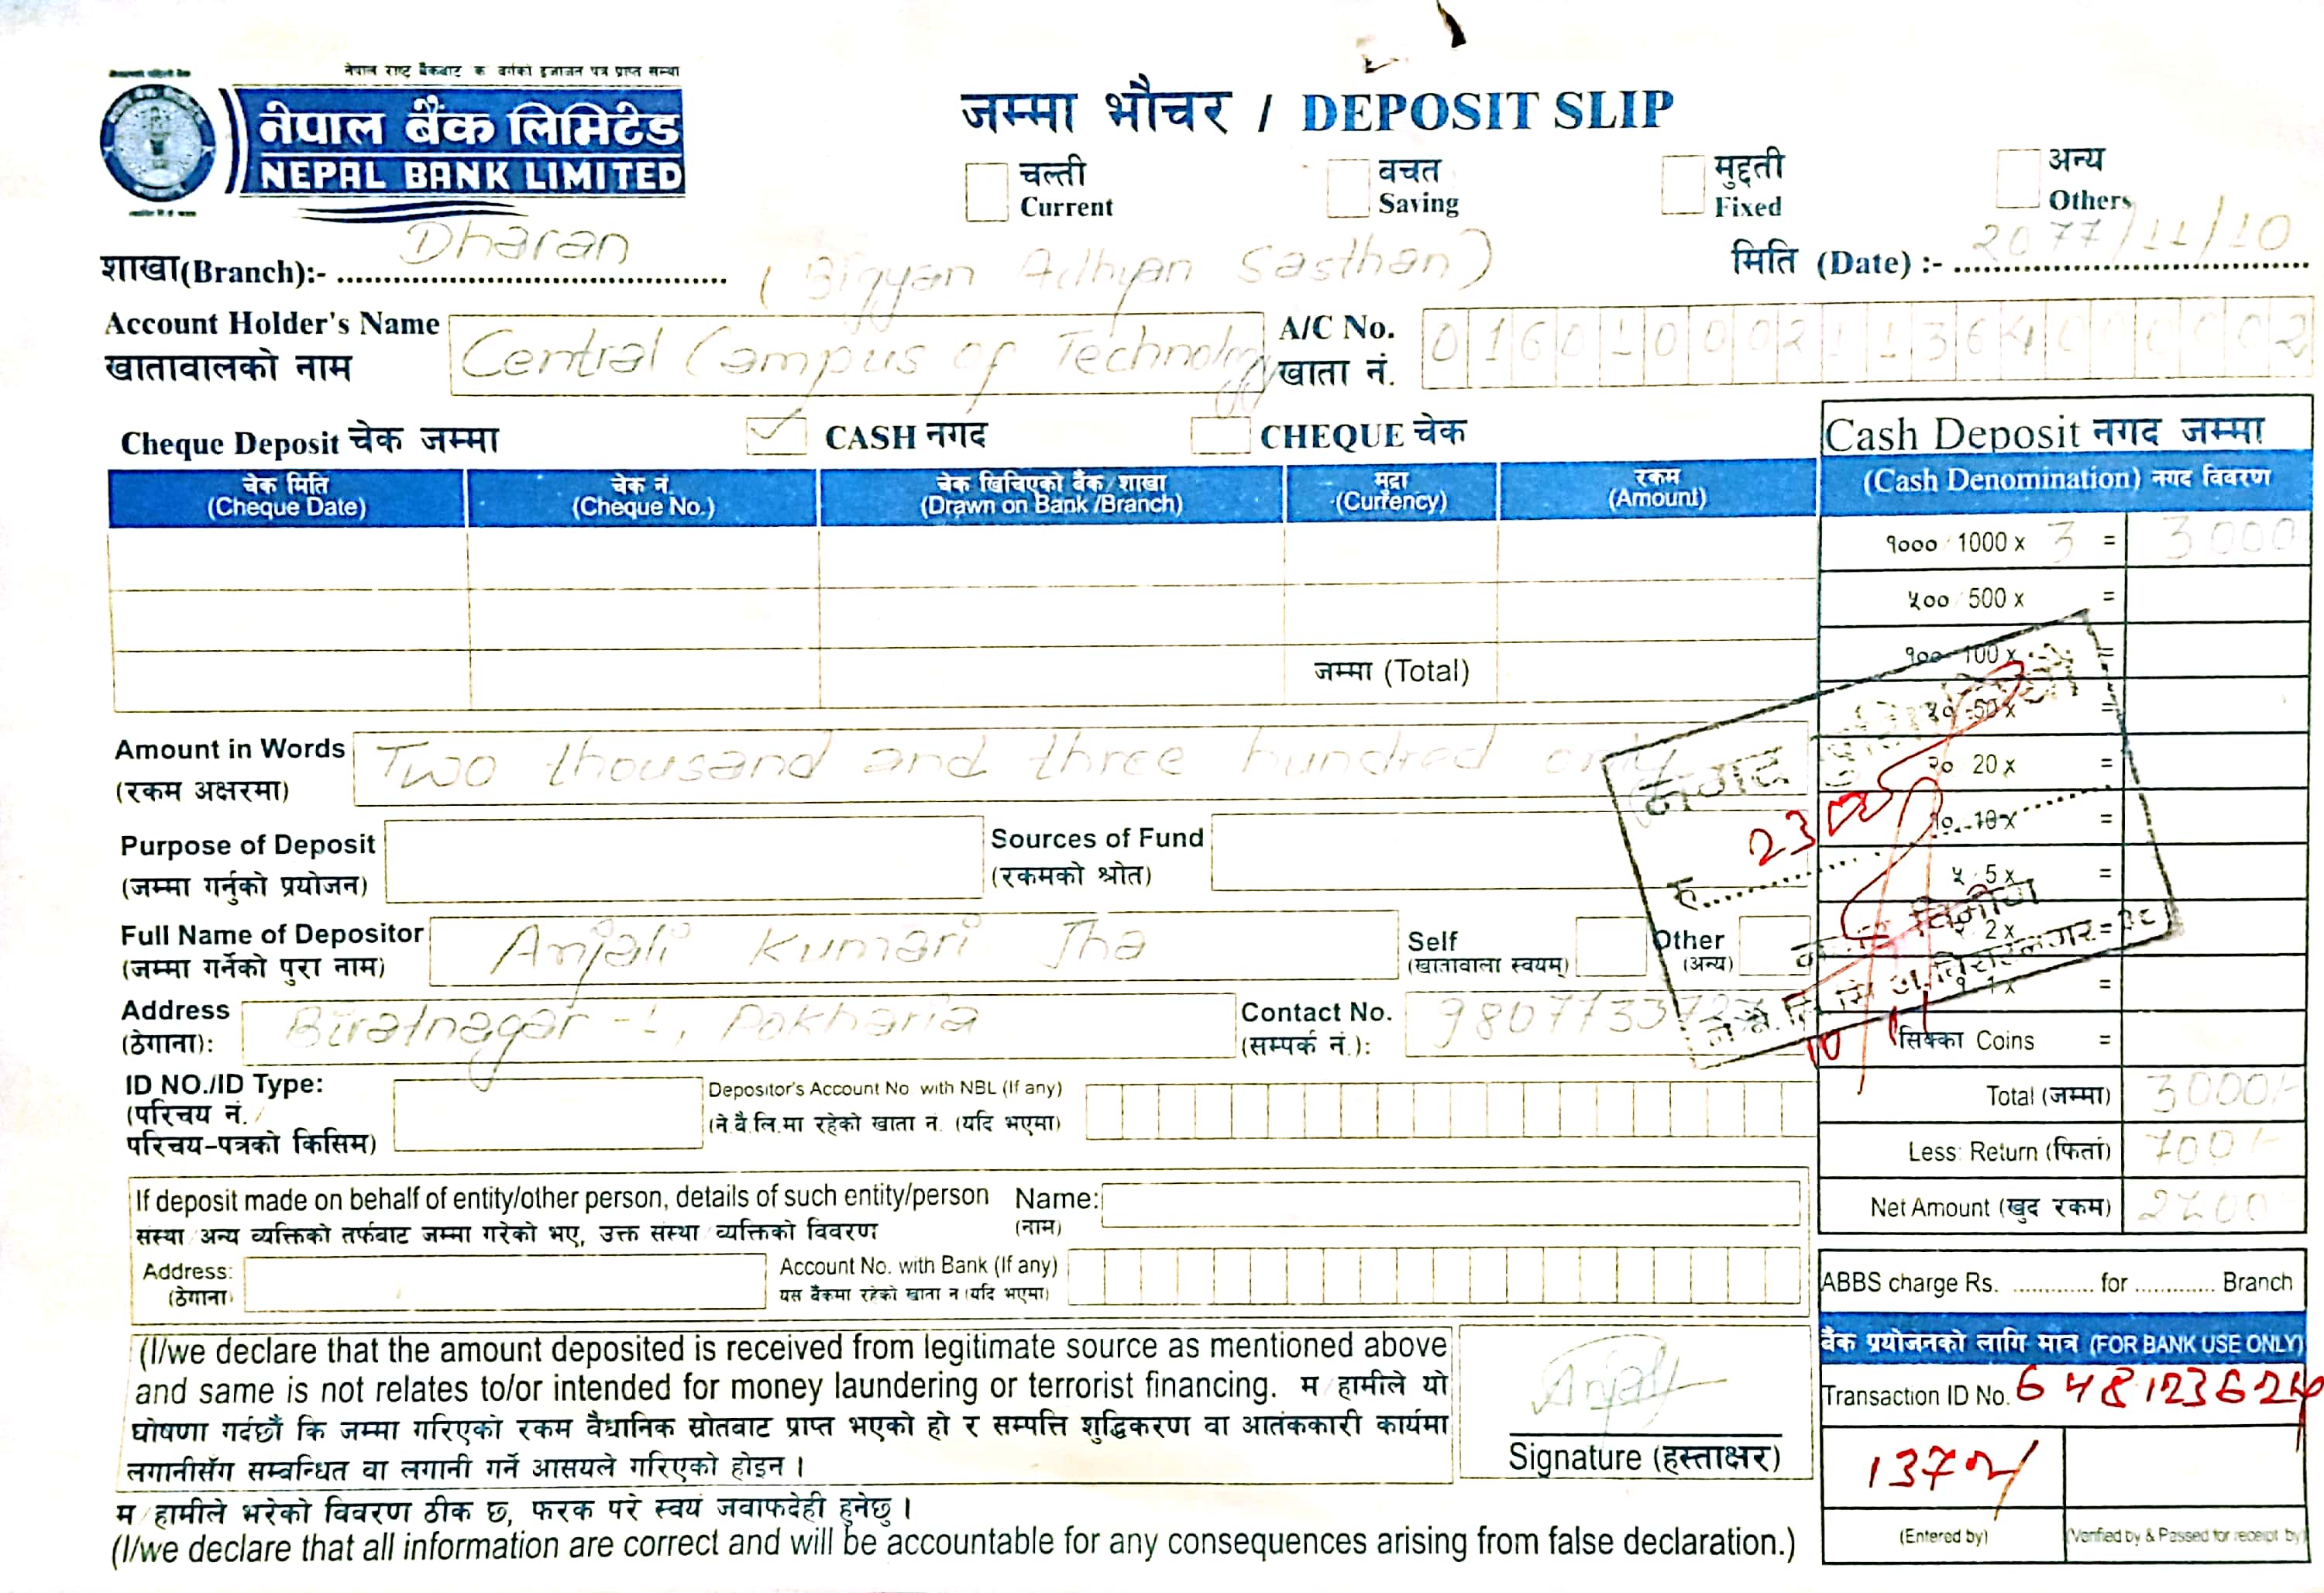 नेपाल राष्ट्र बैंकबाट "क" वर्गको इजाजत पत्र प्राप्त संस्था
नेपाल बैंक लिमिटेड
NEPAL BANK LIMITED
जम्मा भौचर / DEPOSIT SLIP
चल्ती Current
वचत Saving
मुद्दती Fixed
अन्य Others
शाखा(Branch):- Dharan
(Bigyan Adhyan Sasthan)
मिति (Date) :- 2077/11/10
Account Holder's Name Central Campus of Technology
खातावालको नाम
A/C No. 01601000211364000002
खाता नं.
Cheque Deposit चेक जम्मा ✓ CASH नगद CHEQUE चेक
Cash Deposit नगद जम्मा
चेक मिति (Cheque Date)
चेक नं. (Cheque No.)
चेक खिचिएको बैंक/शाखा (Drawn on Bank /Branch)
मुद्रा (Currency)
रकम (Amount)
(Cash Denomination) नगद विवरण
१००० / 1000 x 3 = 3000
५०० / 500 x =
१०० 100 x =
५० 50 x =
२० 20 x =
१० 10 x =
५ / 5 x =
२ 2 x
१ 1 x =
सिक्का Coins =
Total (जम्मा) 3000/-
Less: Return (फिर्ता) 700/-
Net Amount (खुद रकम)
जम्मा (Total)
Amount in Words Two thousand and three hundred only
(रकम अक्षरमा)
नगद
रु. 2300
Purpose of Deposit
(जम्मा गर्नुको प्रयोजन)
Sources of Fund
(रकमको श्रोत)
Full Name of Depositor Anjali Kumari Jha
(जम्मा गर्नेको पुरा नाम)
Self (खातावाला स्वयम्)
Other (अन्य)
Address Biratnagar -1, Pokharia
(ठेगाना):
Contact No.
(सम्पर्क नं.):
ID NO./ID Type:
(परिचय नं. /
परिचय-पत्रको किसिम)
Depositor's Account No. with NBL (If any)
(ने.बै.लि.मा रहेको खाता नं. (यदि भएमा)
If deposit made on behalf of entity/other person, details of such entity/person Name:
संस्था/अन्य व्यक्तिको तर्फबाट जम्मा गरेको भए, उक्त संस्था/व्यक्तिको विवरण (नाम)
Address: Account No. with Bank (If any)
(ठेगाना) यस बैंकमा रहेको खाता नं (यदि भएमा)
ABBS charge Rs. .............. for .............. Branch
(I/we declare that the amount deposited is received from legitimate source as mentioned above
and same is not relates to/or intended for money laundering or terrorist financing. म/हामीले यो
घोषणा गर्दछौं कि जम्मा गरिएको रकम वैधानिक स्रोतबाट प्राप्त भएको हो र सम्पत्ति शुद्धिकरण वा आतंककारी कार्यमा
लगानीसँग सम्बन्धित वा लगानी गर्ने आसयले गरिएको होइन ।
Anjali
Signature (हस्ताक्षर)
बैंक प्रयोजनको लागि मात्र (FOR BANK USE ONLY)
Transaction ID No.
(Entered by)
(Verified by & Passed for receipt by)
म/हामीले भरेको विवरण ठीक छ, फरक परे स्वयं जवाफदेही हुनेछु ।
(I/we declare that all information are correct and will be accountable for any consequences arising from false declaration.)